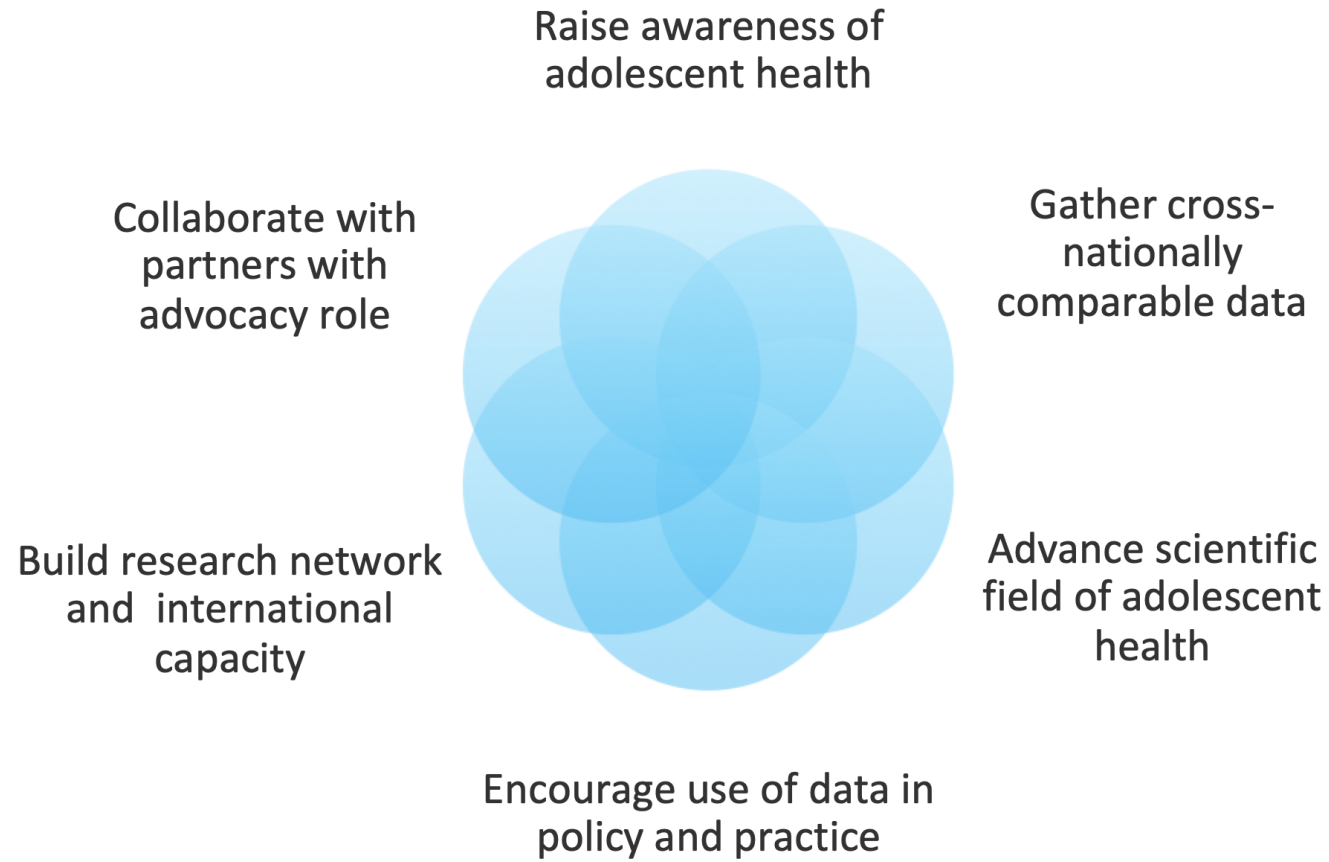 Raise awareness of
adolescent health
Gather cross-
nationally
comparable data
Advance scientific
field of adolescent
health
Encourage use of data in
policy and practice
Build research network
and  international
capacity
Collaborate with
partners with
advocacy role